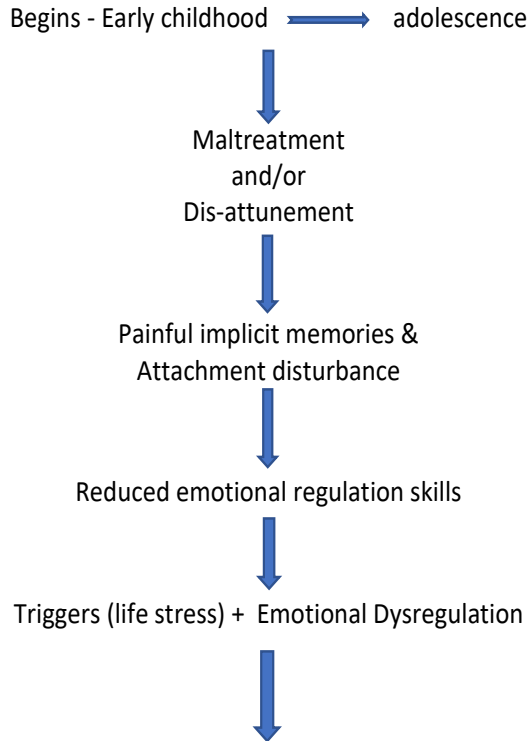 Begins - Early childhood adolescence
Maltreatment
and/or
Dis-attunement
Painful implicit memories &
Attachment disturbance
Reduced emotional regulation skills
Triggers (life stress) + Emotional Dysregulation